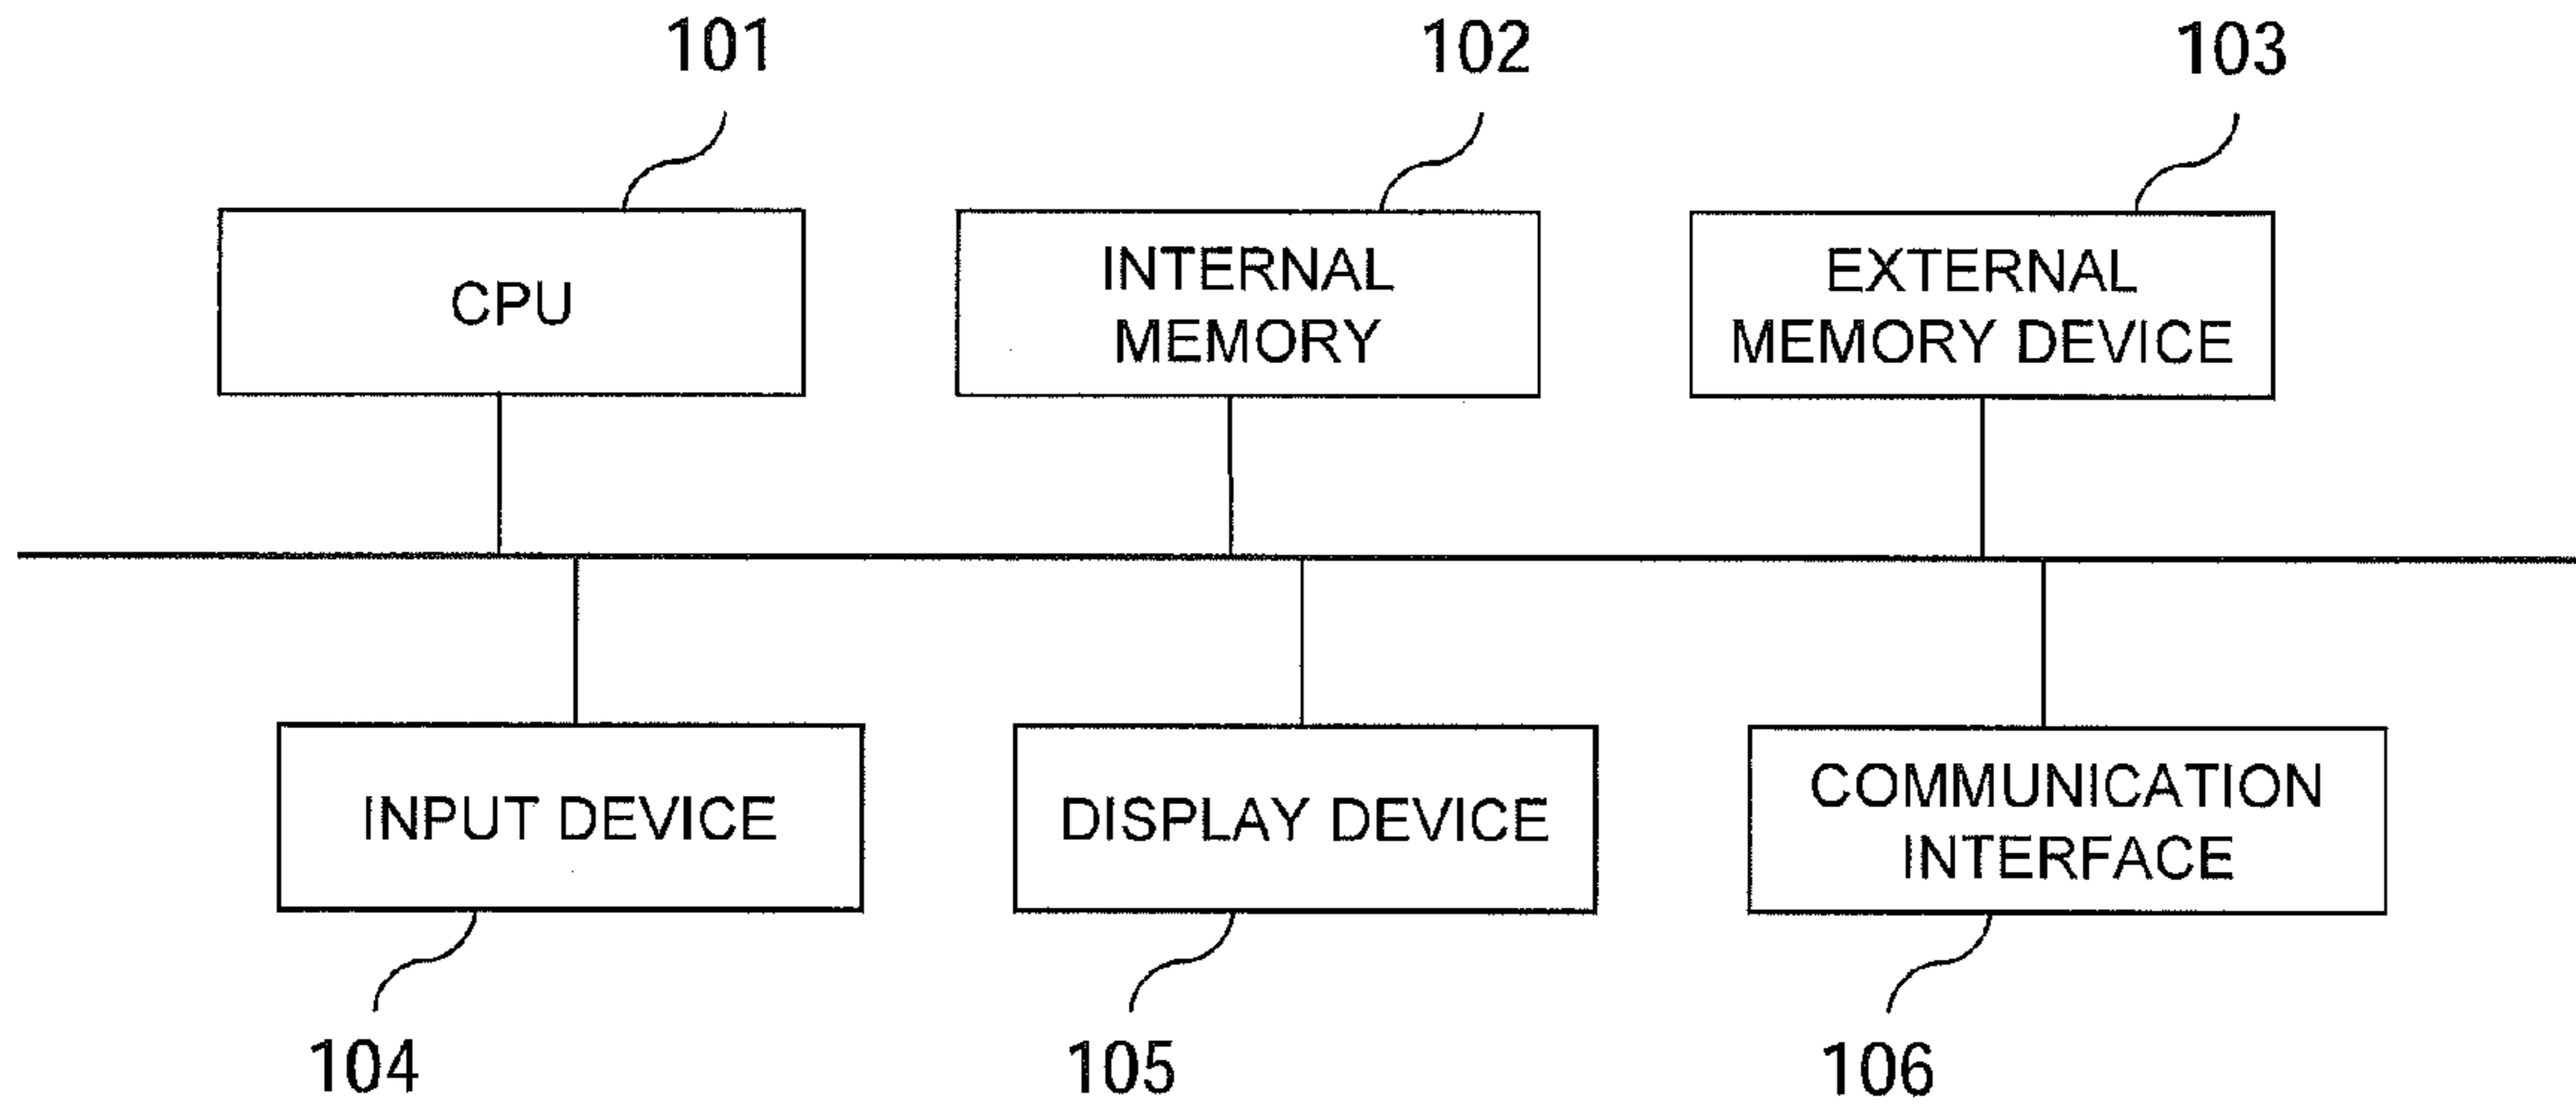 101
102
103
CPU
INTERNAL
MEMORY
EXTERNAL
MEMORY DEVICE
INPUT DEVICE
DISPLAY DEVICE
COMMUNICATION
INTERFACE
104
105
106